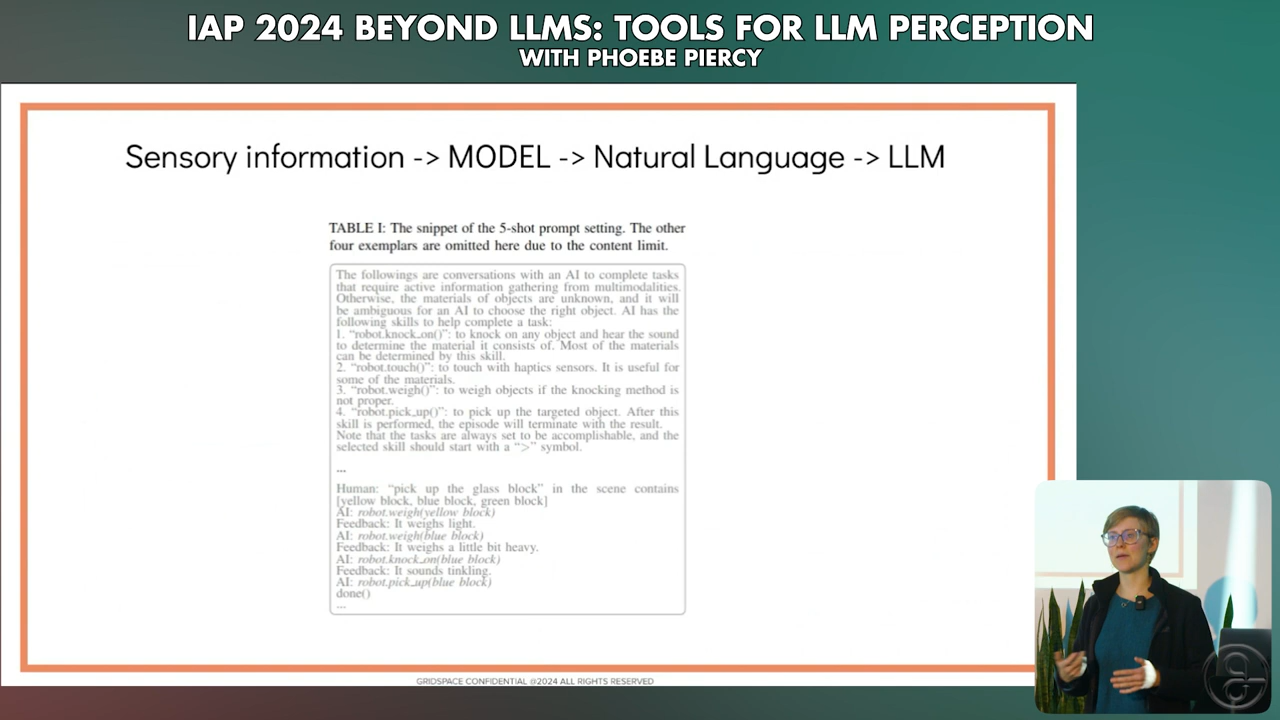 IAP 2024 BEYOND LLMS: TOOLS FOR LLM PERCEPTION
WITH PHOEBE PIERCY
Sensory information -> MODEL -> Natural Language -> LLM
TABLE I: The snippet of the 5-shot prompt setting. The other
four exemplars are omitted here due to the content limit.
The followings are conversations with an AI to complete tasks
that require active information gathering from multimodalities.
Otherwise, the materials of objects are unknown, and it will
be ambiguous for an AI to choose the right object. AI has the
following skills to help complete a task:
1. “robot.knock_on()”: to knock on any object and hear the sound
to determine the material it consists of. Most of the materials
can be determined by this skill.
2. “robot.touch()”: to touch with haptics sensors. It is useful for
some of the materials.
3. “robot.weigh()”: to weigh objects if the knocking method is
not proper.
4. “robot.pick_up()”: to pick up the targeted object. After this
skill is performed, the episode will terminate with the result.
Note that the tasks are always set to be accomplishable, and the
selected skill should start with a “>” symbol.
...
Human: “pick up the glass block” in the scene contains
[yellow block, blue block, green block]
AI: robot.weigh(yellow block)
Feedback: It weighs light.
AI: robot.weigh(blue block)
Feedback: It weighs a little bit heavy.
AI: robot.knock_on(blue block)
Feedback: It sounds tinkling.
AI: robot.pick_up(blue block)
done()
...
GRIDSPACE CONFIDENTIAL @2024 ALL RIGHTS RESERVED